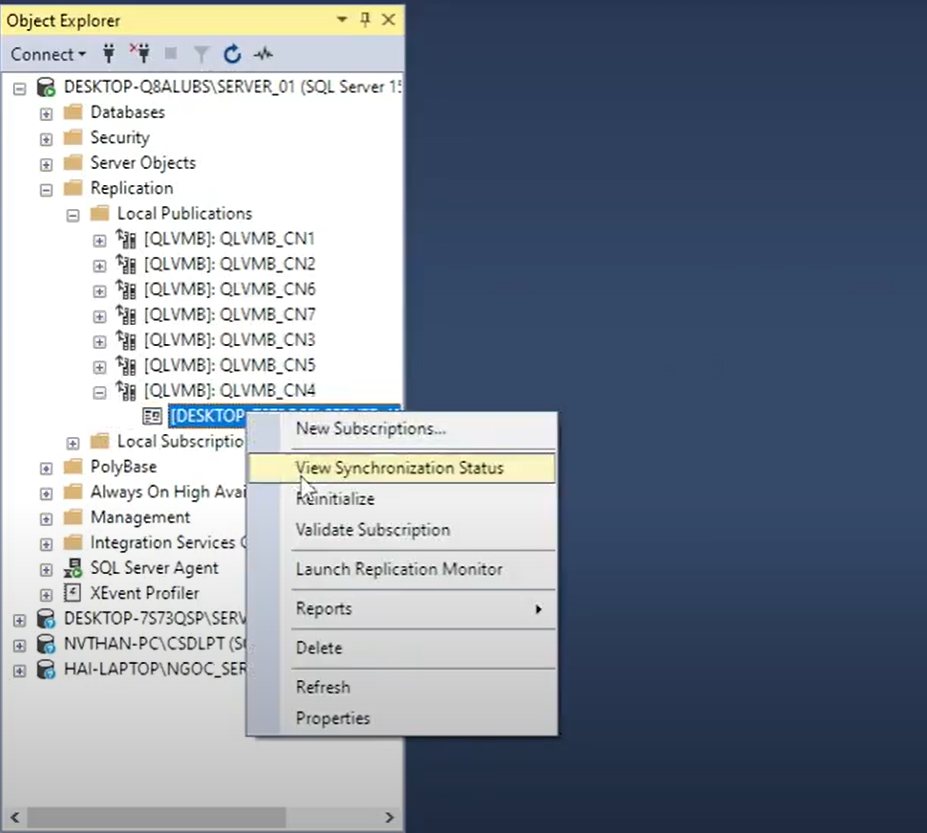 Object Explorer
Connect
DESKTOP-Q8ALUBS\SERVER_01 (SQL Server 15
Databases
Security
Server Objects
Replication
Local Publications
[QLVMB]: QLVMB_CN1
[QLVMB]: QLVMB_CN2
[QLVMB]: QLVMB_CN6
[QLVMB]: QLVMB_CN7
[QLVMB]: QLVMB_CN3
[QLVMB]: QLVMB_CN5
[QLVMB]: QLVMB_CN4
[DESKTOP
Local Subscriptio
PolyBase
Always On High Avai
Management
Integration Services
SQL Server Agent
XEvent Profiler
DESKTOP-7S73QSP\SERV
NVTHAN-PC\CSDLPT (S
HAI-LAPTOP\NGOC_SER
New Subscriptions...
View Synchronization Status
Reinitialize
Validate Subscription
Launch Replication Monitor
Reports
Delete
Refresh
Properties